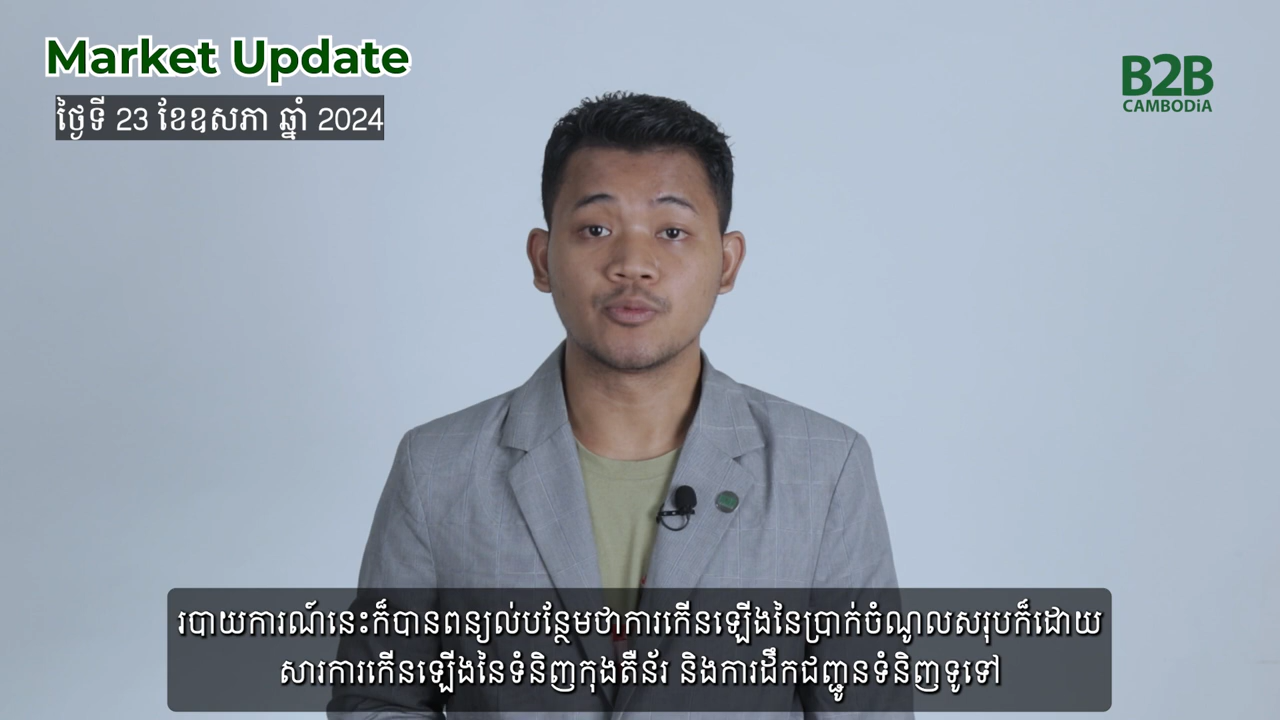 Market Update
ថ្ងៃទី 23 ខែឧសភា ឆ្នាំ 2024
B2B
CAMBODiA
របាយការណ៍នេះក៏បានពន្យល់បន្ថែមថាការកើនឡើងនៃប្រាក់ចំណូលសរុបក៏ដោយ
សារការកើនឡើងនៃទំនិញកុងតឺន័រ និងការដឹកជញ្ជូនទំនិញទូទៅ